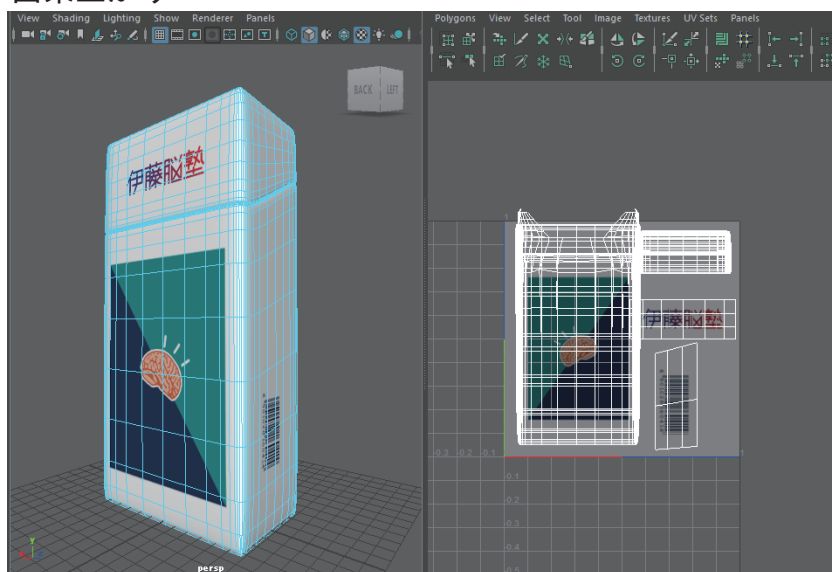 View Shading Lighting Show Renderer Panels
BACK LEFT
伊藤脳塾
persp
y
Polygons View Select Tool Image Textures UV Sets Panels
1
伊藤脳塾
-0.3 -0.2 -0.1
1
-0.1
-0.2
-0.3
-0.4
-0.5